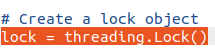 # Create a lock object
lock = threading.Lock()